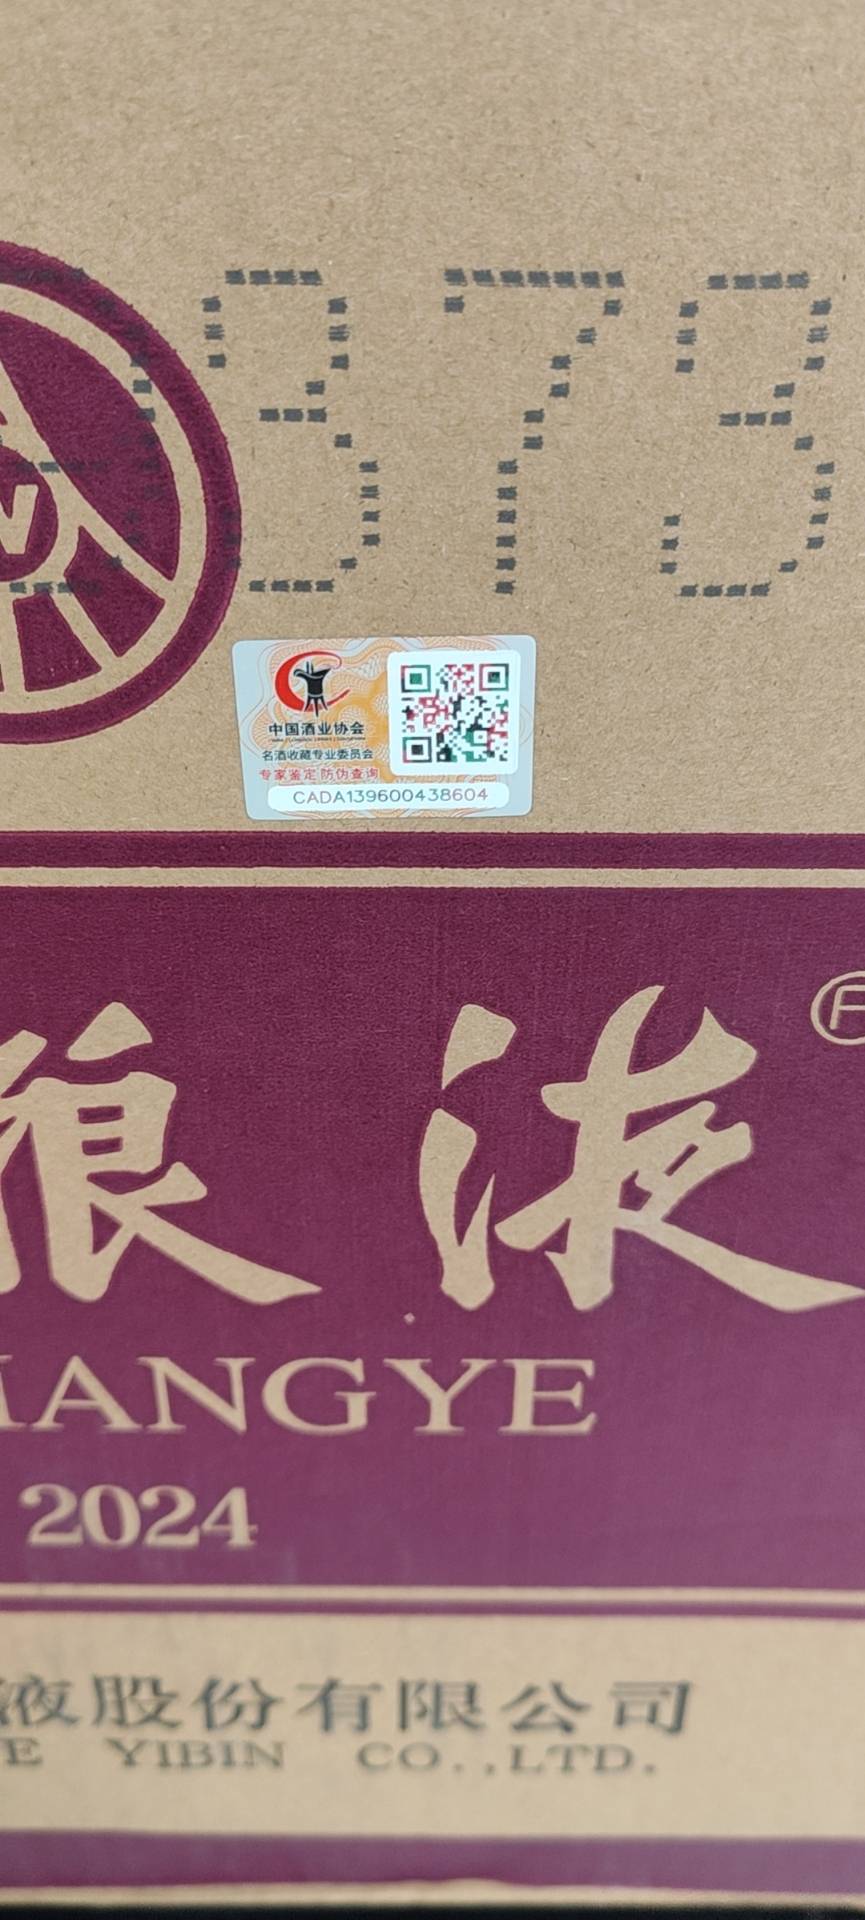 373
中国酒业协会
名酒收藏专业委员会
专家鉴定 防伪查询
CADA139600438604
粮液
IANGYE
2024
液股份有限公司
E YIBIN CO.,LTD.